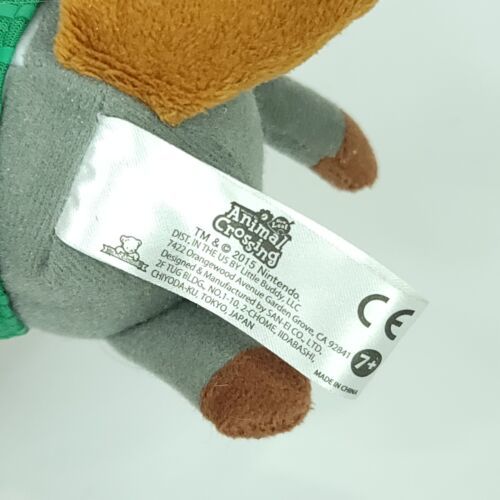 Animal
Crossing
TM & © 2015 Nintendo.
DIST. IN THE US BY Little Buddy, LLC
7422 Orangewood Avenue Garden Grove, CA 92841
Designed & Manufactured by SAN-EI CO., LTD.
2F TUG BLDG. NO.1-10, 2-CHOME, IIDABASHI,
CHIYODA-KU, TOKYO, JAPAN
CE
7+
MADE IN CHINA